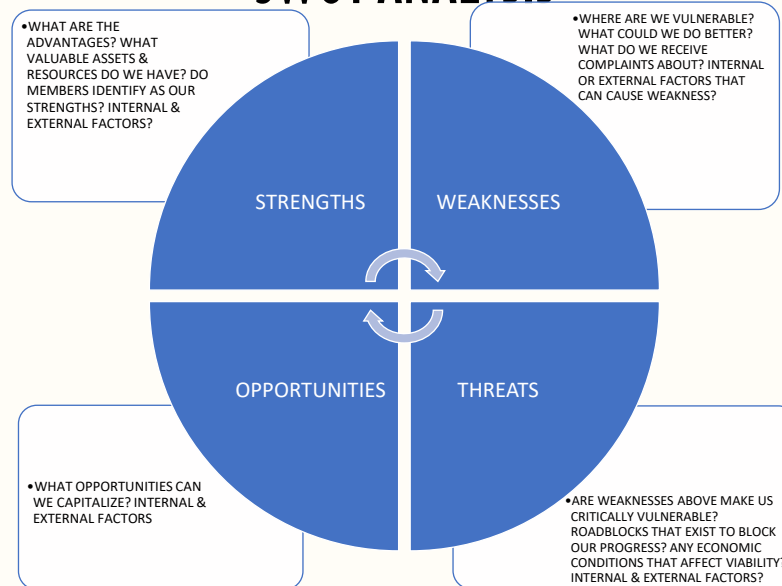 •WHAT ARE THE
ADVANTAGES? WHAT
VALUABLE ASSETS &
RESOURCES DO WE HAVE? DO
MEMBERS IDENTIFY AS OUR
STRENGTHS? INTERNAL &
EXTERNAL FACTORS?
•WHERE ARE WE VULNERABLE?
WHAT COULD WE DO BETTER?
WHAT DO WE RECEIVE
COMPLAINTS ABOUT? INTERNAL
OR EXTERNAL FACTORS THAT
CAN CAUSE WEAKNESS?
STRENGTHS
WEAKNESSES
OPPORTUNITIES
THREATS
•WHAT OPPORTUNITIES CAN
WE CAPITALIZE? INTERNAL &
EXTERNAL FACTORS
•ARE WEAKNESSES ABOVE MAKE US
CRITICALLY VULNERABLE?
ROADBLOCKS THAT EXIST TO BLOCK
OUR PROGRESS? ANY ECONOMIC
CONDITIONS THAT AFFECT VIABILITY?
INTERNAL & EXTERNAL FACTORS?